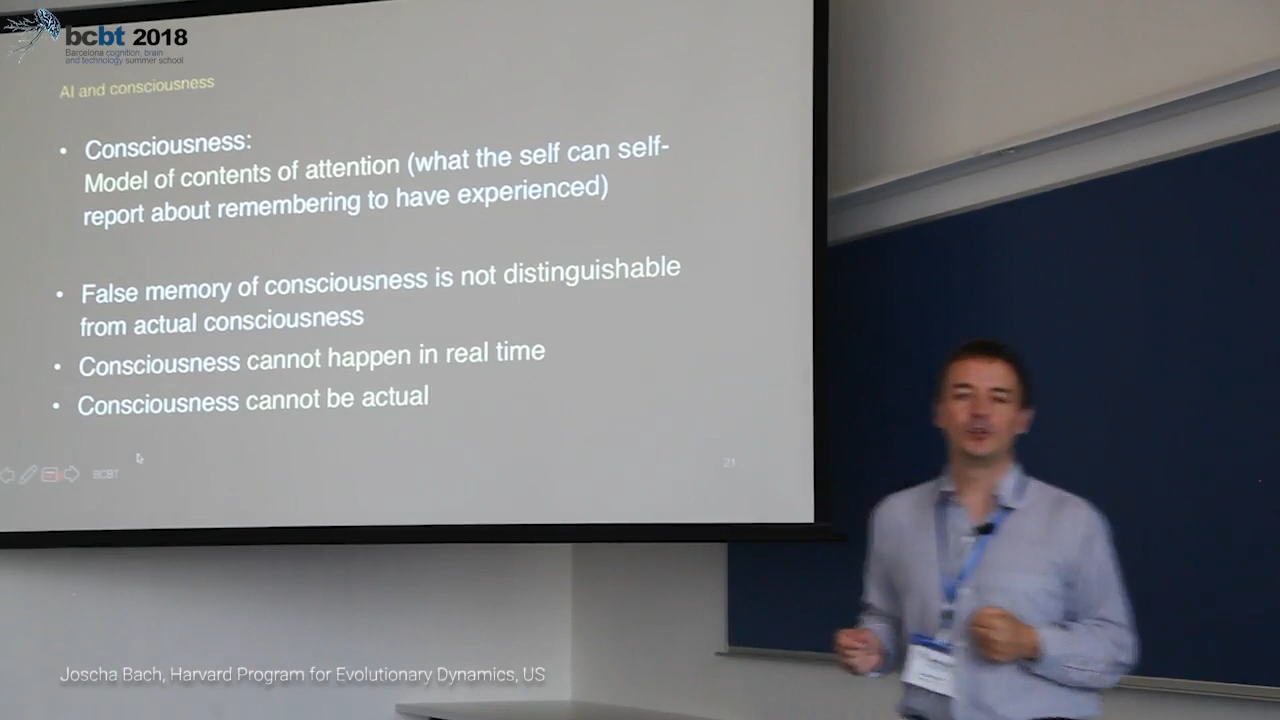 bcbt 2018
Barcelona cognition, brain
and technology summer school
AI and consciousness
• Consciousness:
Model of contents of attention (what the self can self-
report about remembering to have experienced)
• False memory of consciousness is not distinguishable
from actual consciousness
• Consciousness cannot happen in real time
• Consciousness cannot be actual
BCBT
21
Joscha Bach, Harvard Program for Evolutionary Dynamics, US